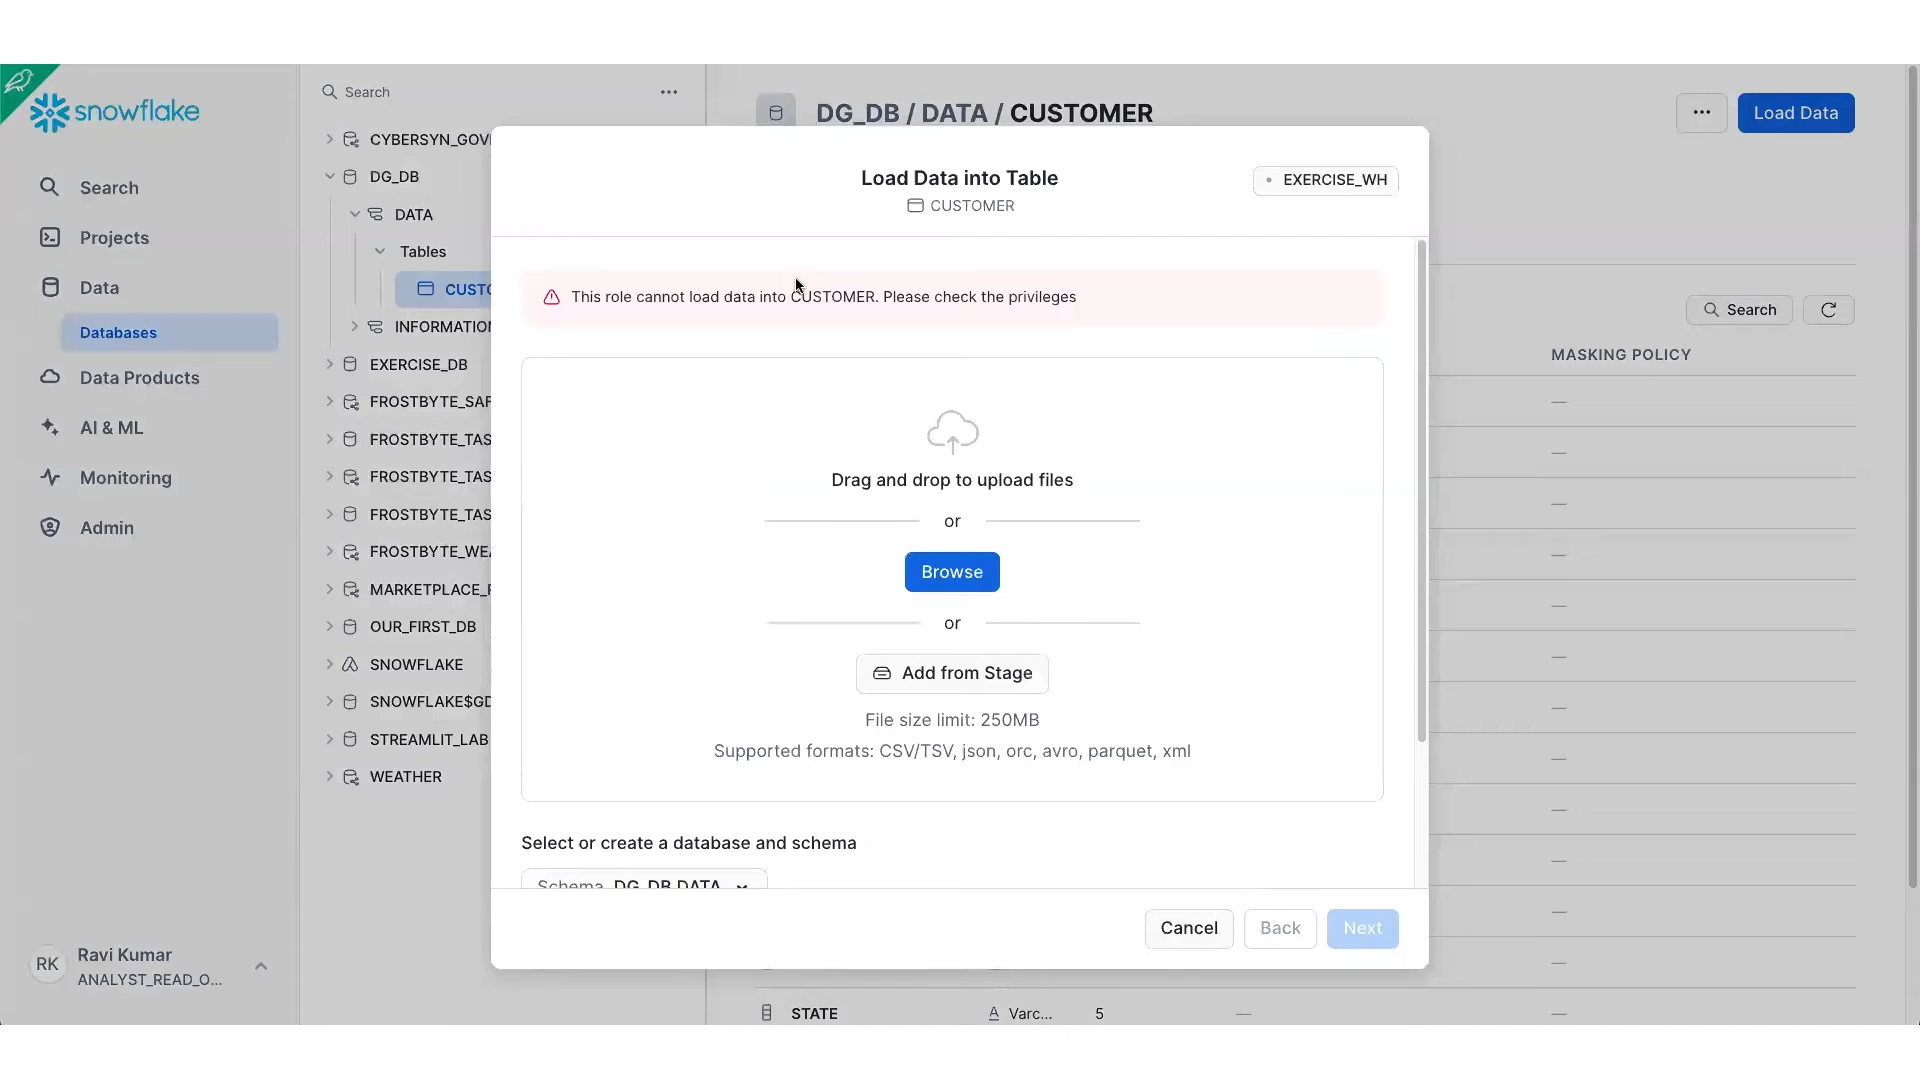 snowflake
Search
Projects
Data
Databases
Data Products
AI & ML
Monitoring
Admin
RK
Ravi Kumar
ANALYST_READ_O...
Search
CYBERSYN_GOV
DG_DB
DATA
Tables
CUSTO
INFORMATION
EXERCISE_DB
FROSTBYTE_SAF
FROSTBYTE_TAS
FROSTBYTE_TAS
FROSTBYTE_TAS
FROSTBYTE_WEA
MARKETPLACE_
OUR_FIRST_DB
SNOWFLAKE
SNOWFLAKE$GD
STREAMLIT_LAB
WEATHER
DG_DB / DATA / CUSTOMER
... Load Data
Search
MASKING POLICY
—
—
—
—
—
—
—
—
—
—
—
—
STATE A Varc... 5 — —
Load Data into Table
CUSTOMER
EXERCISE_WH
This role cannot load data into CUSTOMER. Please check the privileges
Drag and drop to upload files
or
Browse
or
Add from Stage
File size limit: 250MB
Supported formats: CSV/TSV, json, orc, avro, parquet, xml
Select or create a database and schema
Schema DG_DB.DATA
Cancel Back Next